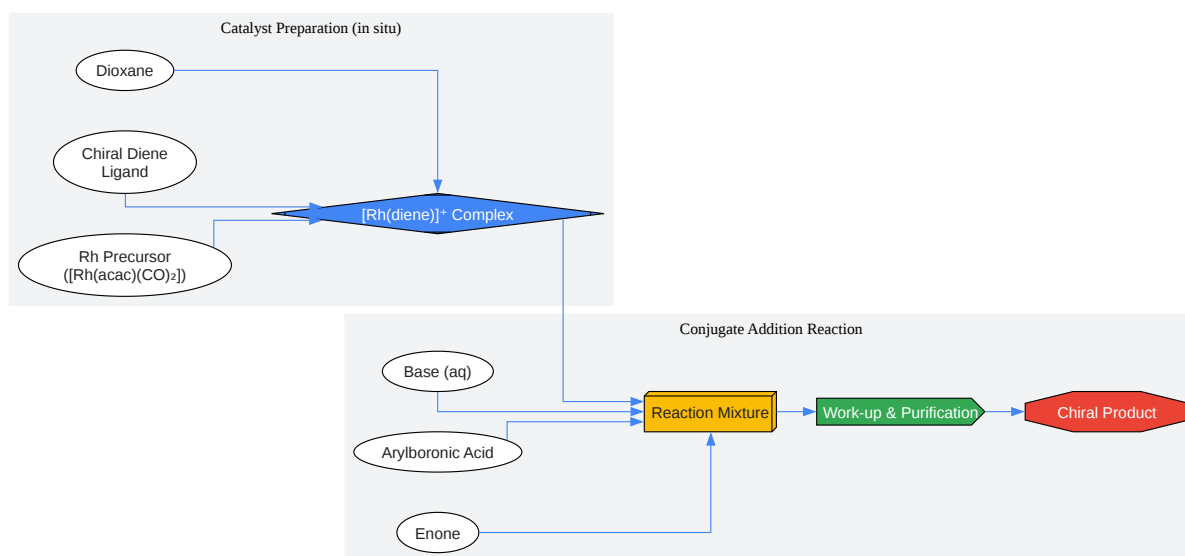 Catalyst Preparation (in situ)
Dioxane
Chiral Diene
Ligand
[Rh(diene)]⁺ Complex
Rh Precursor
([Rh(acac)(CO)₂])
Conjugate Addition Reaction
Base (aq)
Reaction Mixture
Work-up & Purification
Chiral Product
Arylboronic Acid
Enone